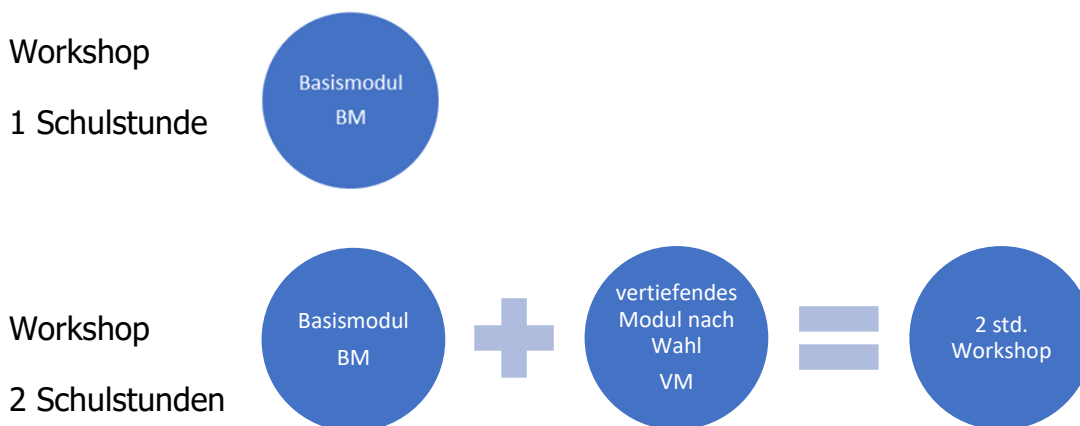 Workshop
1 Schulstunde
Basismodul
BM
Workshop
2 Schulstunden
Basismodul
BM
+
vertiefendes
Modul nach
Wahl
VM
=
2 std.
Workshop